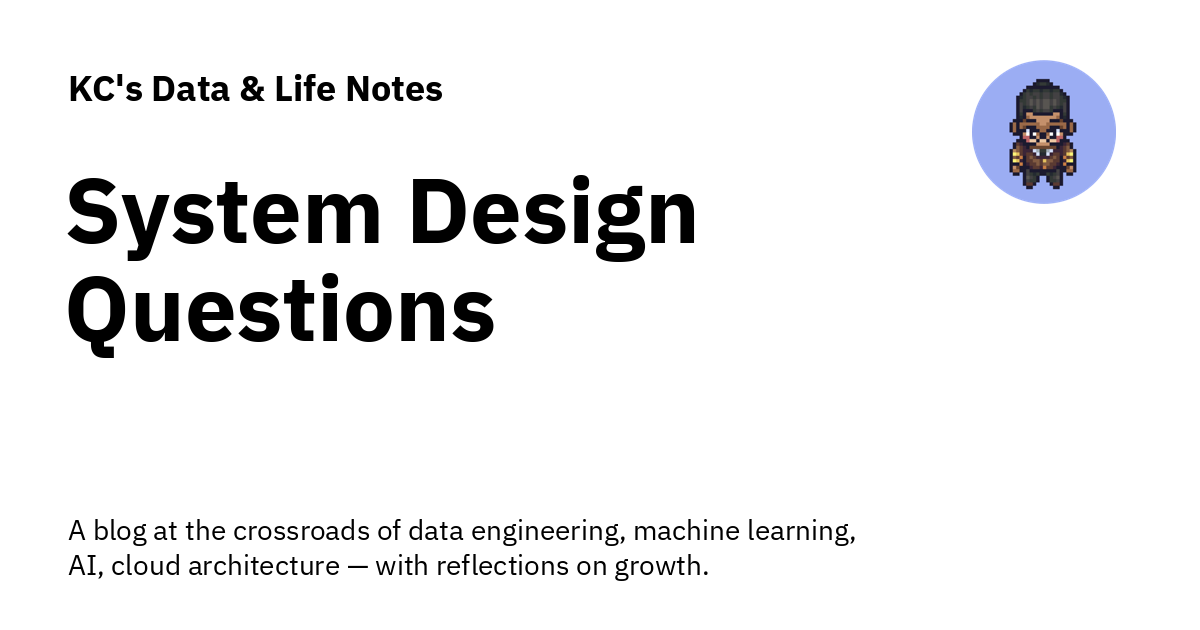 KC's Data & Life Notes
System Design
Questions
A blog at the crossroads of data engineering, machine learning,
AI, cloud architecture — with reflections on growth.